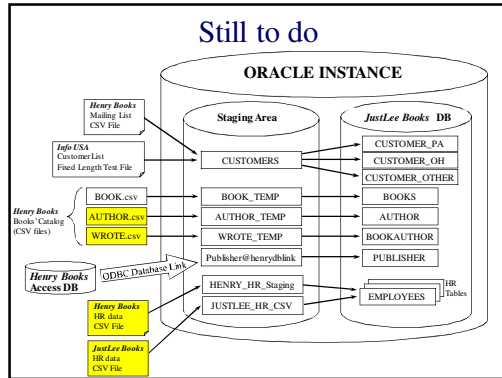 Still to do
ORACLE INSTANCE
Henry Books
Mailing List
CSV File
Info USA
CustomerList
Fixed Length Text File
Henry Books
Books' Catalog
(CSV files)
BOOK.csv
AUTHOR.csv
WROTE.csv
Henry Books
Access DB
ODBC Database Link
Henry Books
HR data
CSV File
JustLee Books
HR data
CSV File
Staging Area
CUSTOMERS
BOOK_TEMP
AUTHOR_TEMP
WROTE_TEMP
Publisher@henrydblink
HENRY_HR_Staging
JUSTLEE_HR_CSV
JustLee Books DB
CUSTOMER_PA
CUSTOMER_OH
CUSTOMER_OTHER
BOOKS
AUTHOR
BOOKAUTHOR
PUBLISHER
EMPLOYEES
HR
Tables